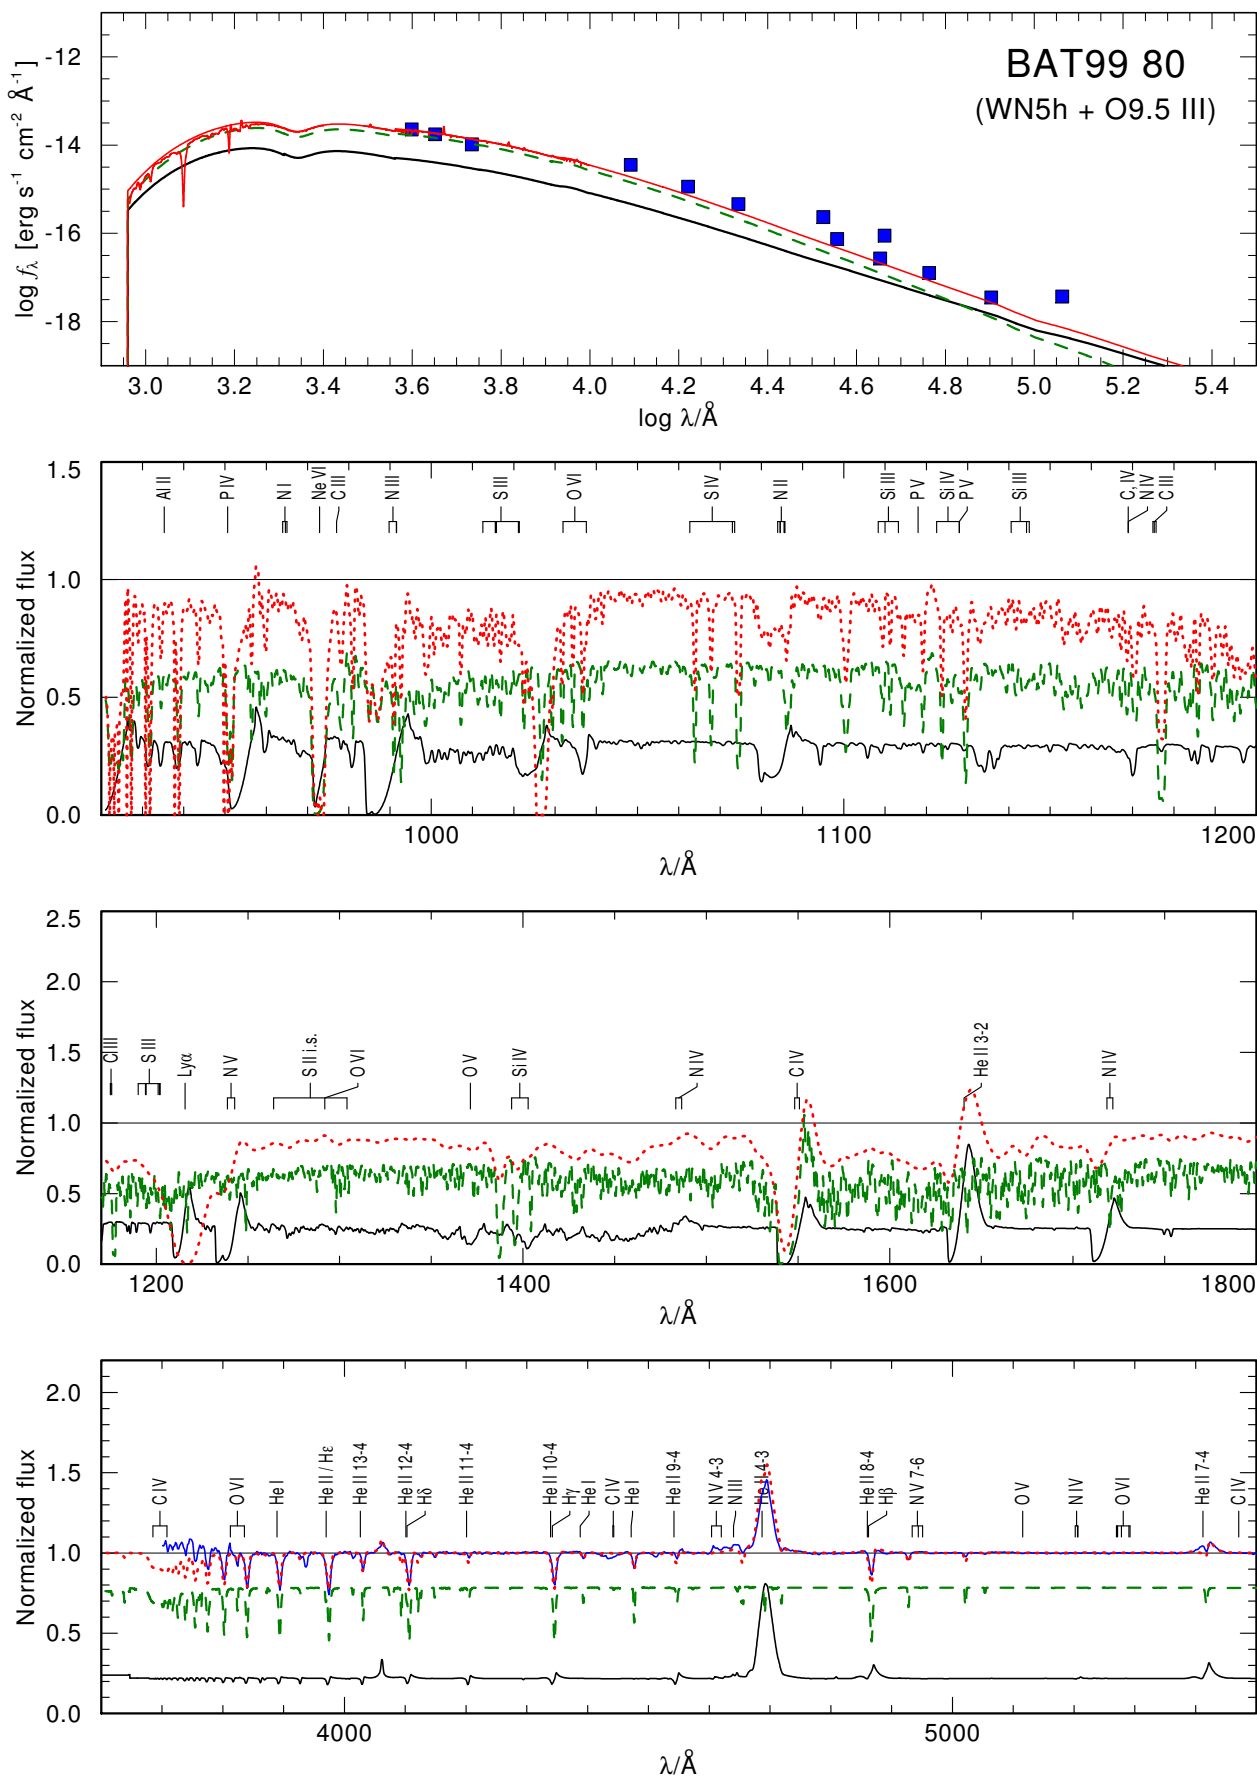 BAT99 80
(WN5h + O9.5 III)
log fλ [erg s⁻¹ cm⁻² Å⁻¹]
-12
-14
-16
-18
3.0 3.2 3.4 3.6 3.8 4.0 4.2 4.4 4.6 4.8 5.0 5.2 5.4
log λ/Å
Normalized flux
1.5
1.0
0.5
0.0
Al II P IV N I Ne VI C III N III S III O VI S IV N II Si III P V Si IV P V Si III C, IV N IV C III
1000 1100 1200
λ/Å
Normalized flux
2.5
2.0
1.5
1.0
0.5
0.0
C III S III Lyα N V S II i.s. O VI O V Si IV N IV C IV He II 3-2 N IV
1200 1400 1600 1800
λ/Å
Normalized flux
2.0
1.5
1.0
0.5
0.0
C IV O VI He I He II / Hε He II 13-4 He II 12-4 Hδ He II 11-4 He II 10-4 Hγ He I C IV He I He II 9-4 N V 4-3 N III He II 4-3 He II 8-4 Hβ N V 7-6 O V N IV O VI He II 7-4 C IV
4000 5000
λ/Å